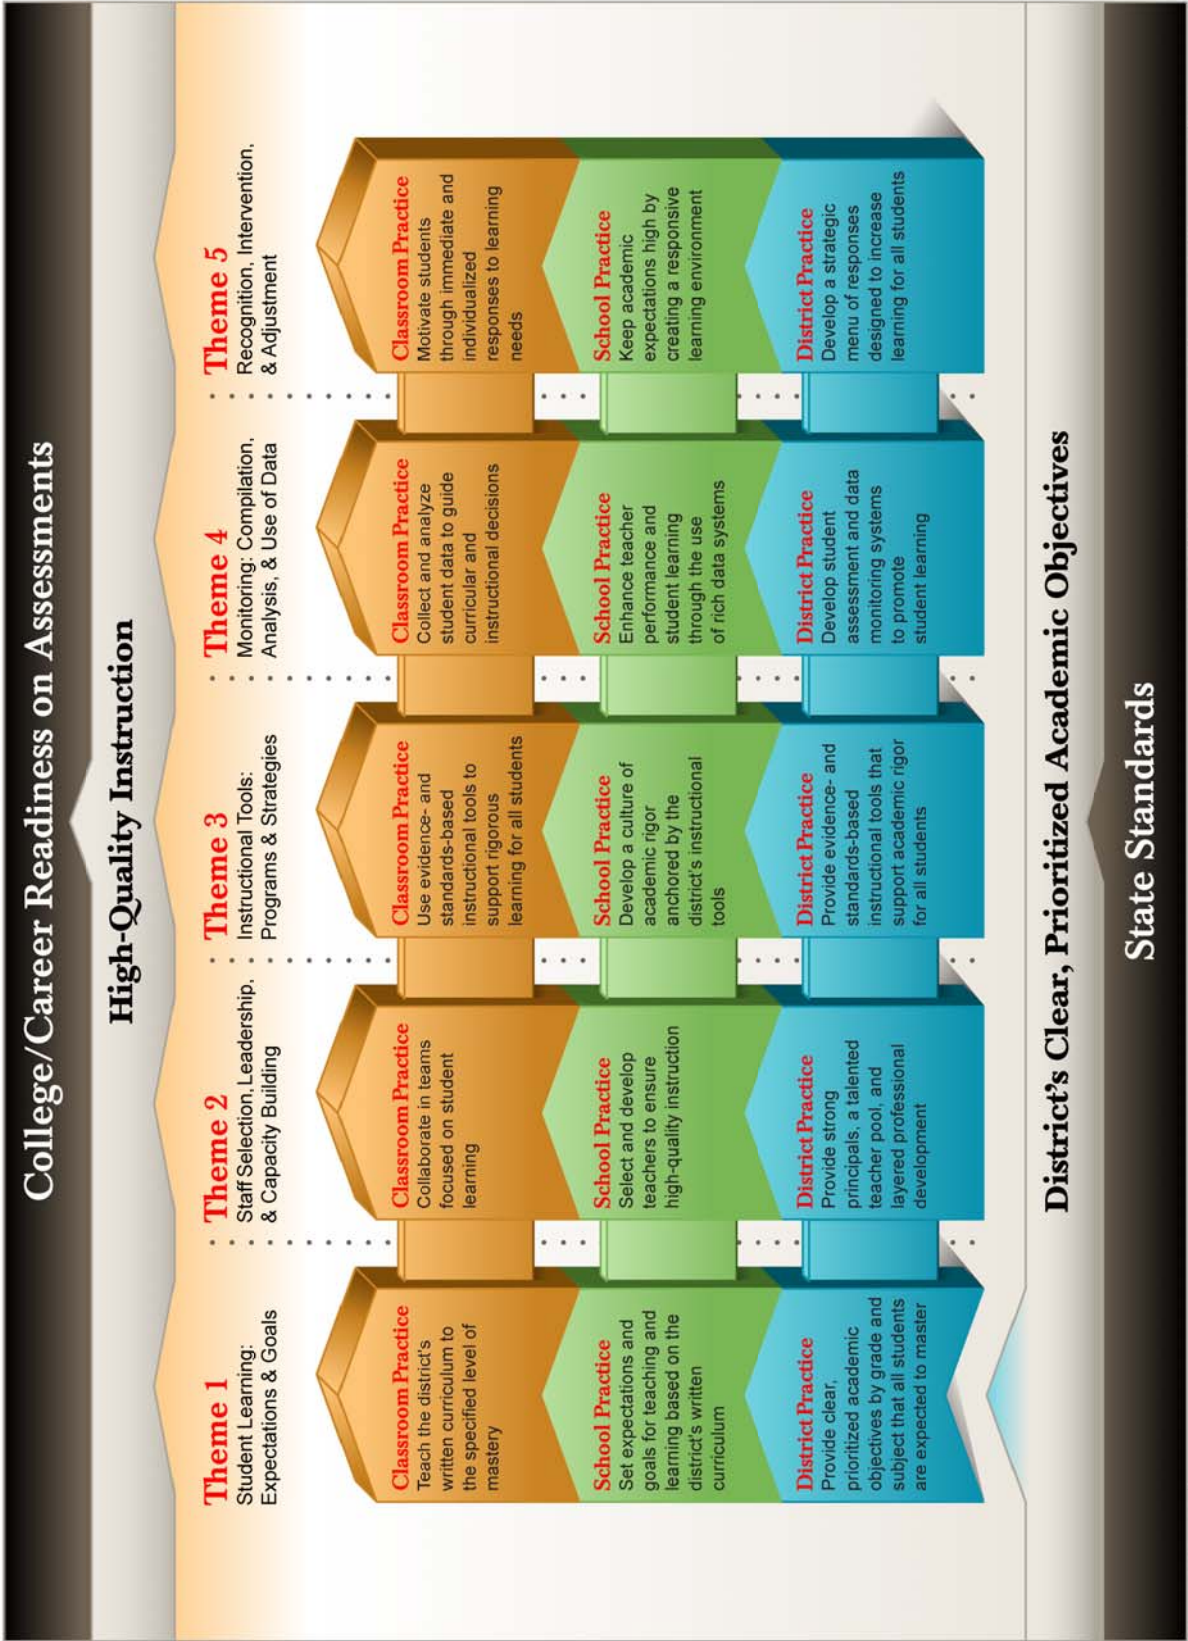 College/Career Readiness on Assessments
High-Quality Instruction
Theme 1
Student Learning:
Expectations & Goals
Theme 2
Staff Selection, Leadership,
& Capacity Building
Theme 3
Instructional Tools:
Programs & Strategies
Theme 4
Monitoring: Compilation,
Analysis, & Use of Data
Theme 5
Recognition, Intervention,
& Adjustment
Classroom Practice
Teach the district's
written curriculum to
the specified level of
mastery
Classroom Practice
Collaborate in teams
focused on student
learning
Classroom Practice
Use evidence- and
standards-based
instructional tools to
support rigorous
learning for all students
Classroom Practice
Collect and analyze
student data to guide
curricular and
instructional decisions
Classroom Practice
Motivate students
through immediate and
individualized
responses to learning
needs
School Practice
Set expectations and
goals for teaching and
learning based on the
district's written
curriculum
School Practice
Select and develop
teachers to ensure
high-quality instruction
School Practice
Develop a culture of
academic rigor
anchored by the
district's instructional
tools
School Practice
Enhance teacher
performance and
student learning
through the use
of rich data systems
School Practice
Keep academic
expectations high by
creating a responsive
learning environment
District Practice
Provide clear,
prioritized academic
objectives by grade and
subject that all students
are expected to master
District Practice
Provide strong
principals, a talented
teacher pool, and
layered professional
development
District Practice
Provide evidence- and
standards-based
instructional tools that
support academic rigor
for all students
District Practice
Develop student
assessment and data
monitoring systems
to promote
student learning
District Practice
Develop a strategic
menu of responses
designed to increase
learning for all students
District's Clear, Prioritized Academic Objectives
State Standards